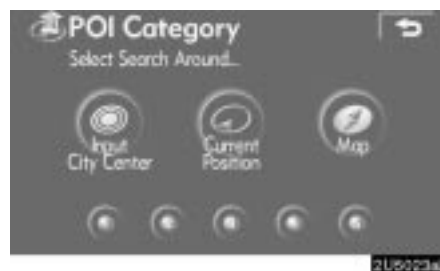 POI Category
Select Search Around...
Input
City Center
Current
Position
Map
2U5023a